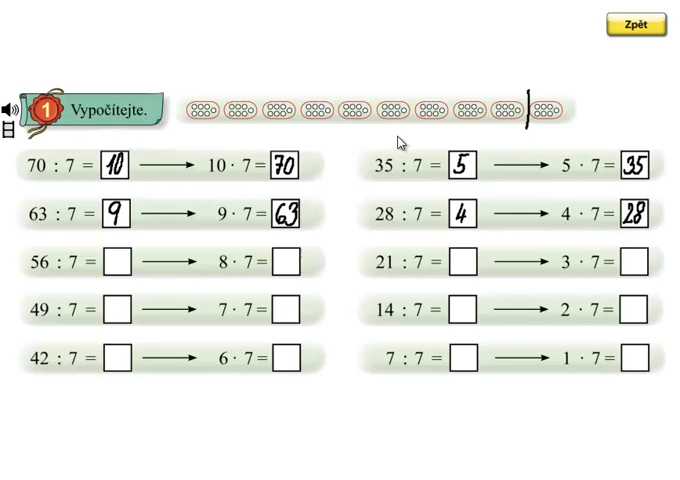 Zpět
1 Vypočítejte.
70 : 7 = 10 → 10 · 7 = 70
35 : 7 = 5 → 5 · 7 = 35
63 : 7 = 9 → 9 · 7 = 63
28 : 7 = 4 → 4 · 7 = 28
56 : 7 = → 8 · 7 =
21 : 7 = → 3 · 7 =
49 : 7 = → 7 · 7 =
14 : 7 = → 2 · 7 =
42 : 7 = → 6 · 7 =
7 : 7 = → 1 · 7 =